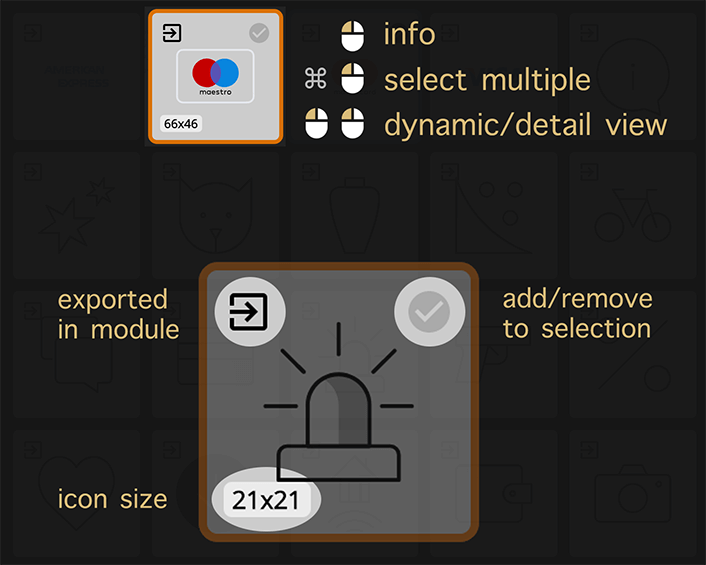 info
maestro
⌘ select multiple
66x46
dynamic/detail view
exported
in module
add/remove
to selection
icon size
21x21